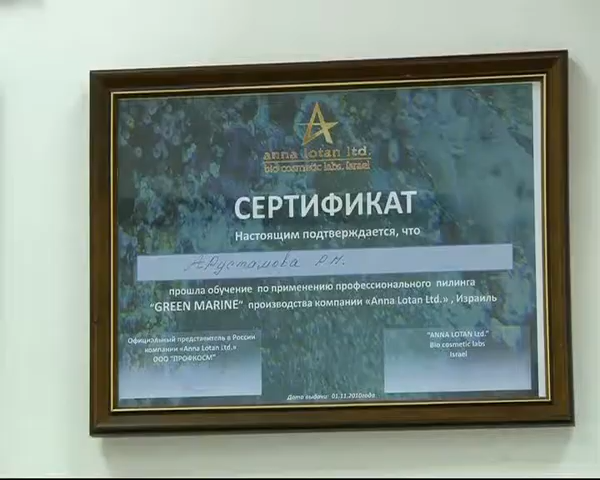 anna lotan ltd.
bio cosmetic labs, Israel
СЕРТИФИКАТ
Настоящим подтверждается, что
Арустамова Р.Н.
прошла обучение по применению профессионального пилинга
"GREEN MARINE" производства компании «Anna Lotan Ltd.» , Израиль
Официальный представитель в России
компании «Anna Lotan Ltd.»
ООО "ПРОФКОСМ"
"ANNA LOTAN Ltd."
Bio cosmetic labs
Israel
Дата выдачи 01.11.2010года